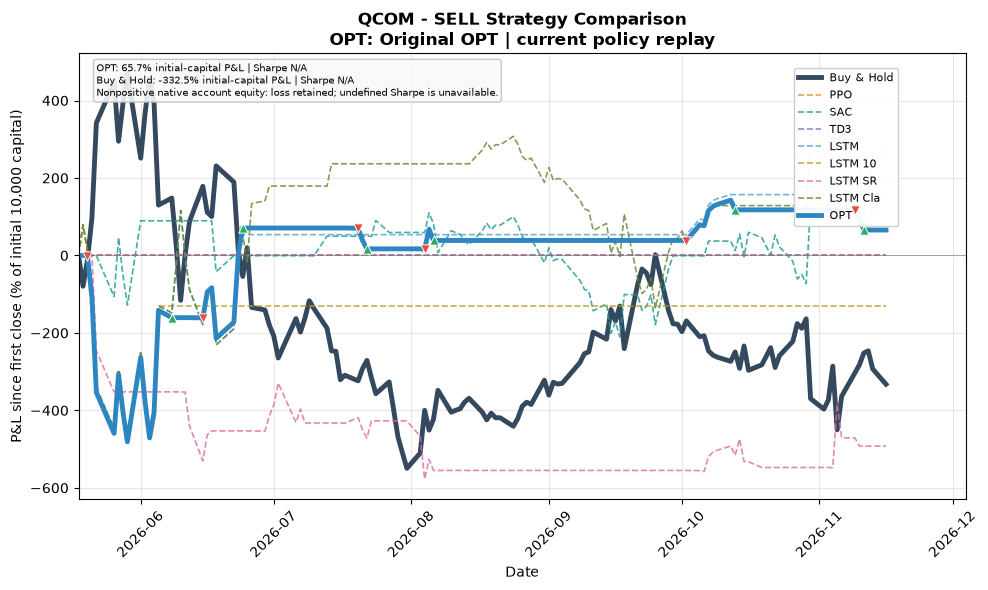 QCOM - SELL Strategy Comparison
OPT: Original OPT | current policy replay
OPT: 65.7% initial-capital P&L | Sharpe N/A
Buy & Hold: -332.5% initial-capital P&L | Sharpe N/A
Nonpositive native account equity: loss retained; undefined Sharpe is unavailable.
Buy & Hold
PPO
SAC
TD3
LSTM
LSTM 10
LSTM SR
LSTM Cla
OPT
P&L since first close (% of initial 10,000 capital)
400
200
0
−200
−400
−600
2026-06
2026-07
2026-08
2026-09
2026-10
2026-11
2026-12
Date